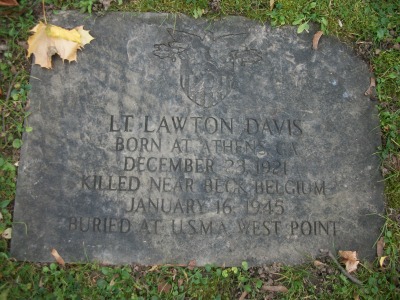 LT. LAWTON DAVIS
BORN AT ATHENS GA
DECEMBER 23 1921
KILLED NEAR BECK BELGIUM
JANUARY 16 1945
BURIED AT U.S.M.A. WEST POINT